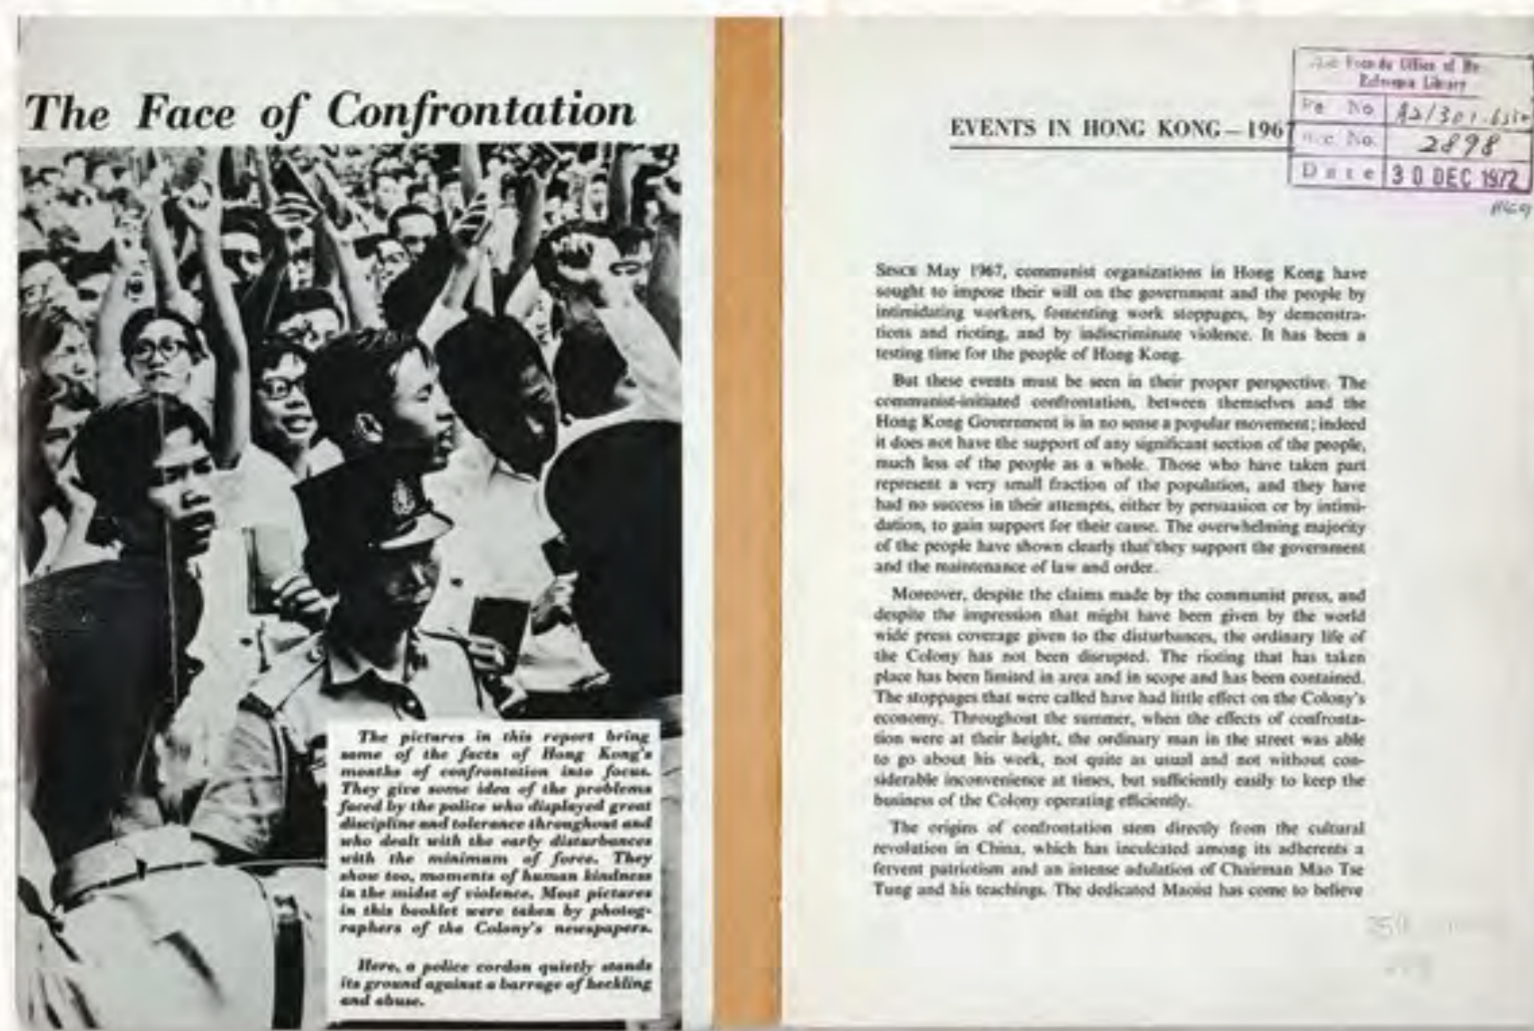 The Face of Confrontation
The pictures in this report bring
some of the facts of Hong Kong's
months of confrontation into focus.
They give some idea of the problems
faced by the police who displayed great
discipline and tolerance throughout and
who dealt with the early disturbances
with the minimum of force. They
show too, moments of human kindness
in the midst of violence. Most pictures
in this booklet were taken by photog-
raphers of the Colony's newspapers.
Here, a police cordon quietly stands
its ground against a barrage of heckling
and abuse.
EVENTS IN HONG KONG—1967
Office of
Reference Library
No
2898
Date 30 DEC 1972
SINCE May 1967, communist organizations in Hong Kong have
sought to impose their will on the government and the people by
intimidating workers, fomenting work stoppages, by demonstra-
tions and rioting, and by indiscriminate violence. It has been a
testing time for the people of Hong Kong.
But these events must be seen in their proper perspective. The
communist-initiated confrontation, between themselves and the
Hong Kong Government is in no sense a popular movement; indeed
it does not have the support of any significant section of the people,
much less of the people as a whole. Those who have taken part
represent a very small fraction of the population, and they have
had no success in their attempts, either by persuasion or by intimi-
dation, to gain support for their cause. The overwhelming majority
of the people have shown clearly that they support the government
and the maintenance of law and order.
Moreover, despite the claims made by the communist press, and
despite the impression that might have been given by the world
wide press coverage given to the disturbances, the ordinary life of
the Colony has not been disrupted. The rioting that has taken
place has been limited in area and in scope and has been contained.
The stoppages that were called have had little effect on the Colony's
economy. Throughout the summer, when the effects of confronta-
tion were at their height, the ordinary man in the street was able
to go about his work, not quite as usual and not without con-
siderable inconvenience at times, but sufficiently easily to keep the
business of the Colony operating efficiently.
The origins of confrontation stem directly from the cultural
revolution in China, which has inculcated among its adherents a
fervent patriotism and an intense adulation of Chairman Mao Tse
Tung and his teachings. The dedicated Maoist has come to believe